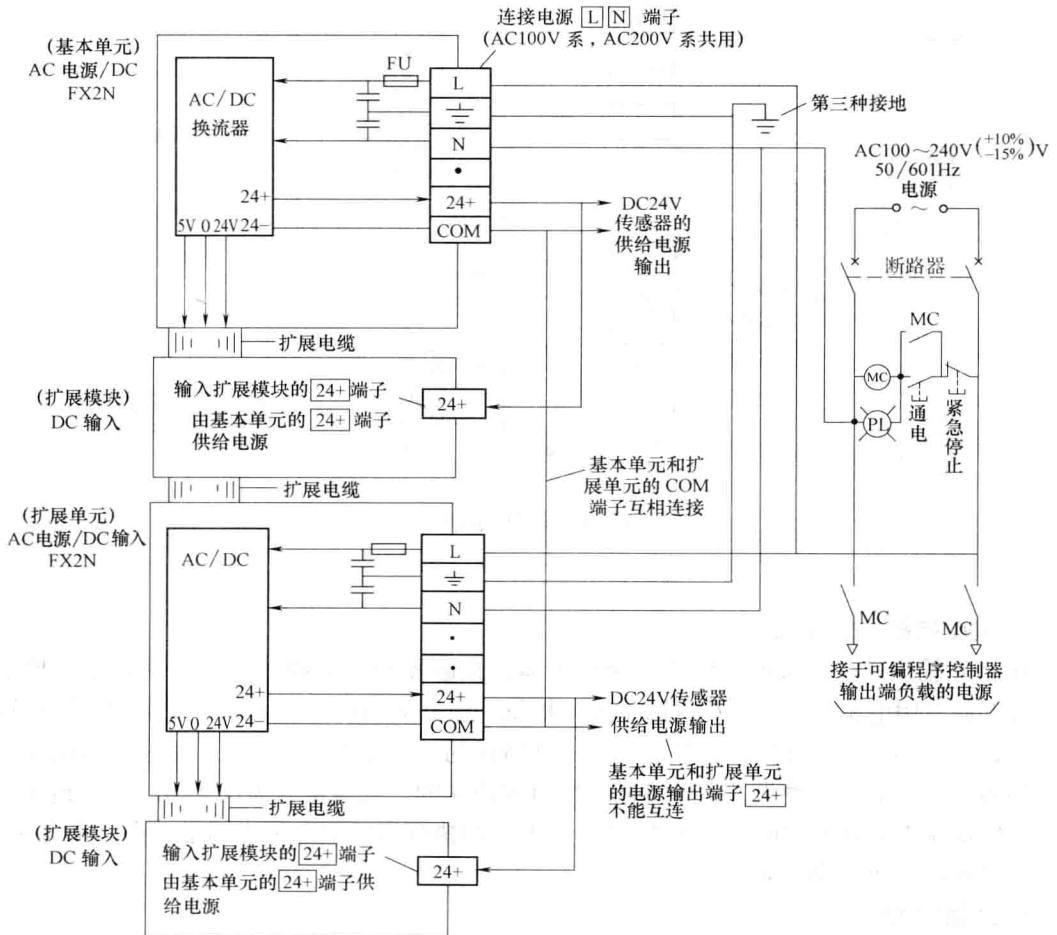 连接电源 L N 端子
(AC100V 系，AC200V 系共用)
(基本单元)
AC 电源/DC
FX2N
AC/DC
换流器
FU
L
N
•
24+
COM
24+
5V 0 24V 24−
第三种接地
AC100～240V(+10% −15%)V
50/601Hz
电源
～
DC24V
传感器的
供给电源
输出
断路器
MC
MC
PL
通电
紧急停止
扩展电缆
(扩展模块)
DC 输入
输入扩展模块的 24+ 端子
由基本单元的 24+ 端子
供给电源
24+
扩展电缆
基本单元和扩
展单元的 COM
端子互相连接
(扩展单元)
AC电源/DC输入
FX2N
AC/DC
L
N
•
•
24+
COM
24+
5V 0 24V 24−
MC
MC
接于可编程序控制器
输出端负载的电源
DC24V传感器
供给电源输出
基本单元和扩展单元
的电源输出端子 24+
不能互连
扩展电缆
(扩展模块)
DC 输入
输入扩展模块的 24+ 端子
由基本单元的 24+ 端子供
给电源
24+